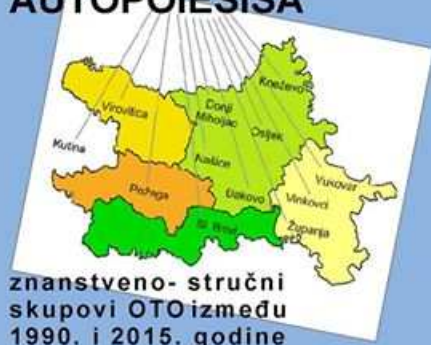 AUTOPOIESISA
Kneževo
Virovitica
Donji
Miholjac
Osijek
Kutina
Našice
Vukovar
Požega
Đakovo
Vinkovci
Sl. Brod
Županja
znanstveno- stručni
skupovi OTO između
1990. i 2015. godine